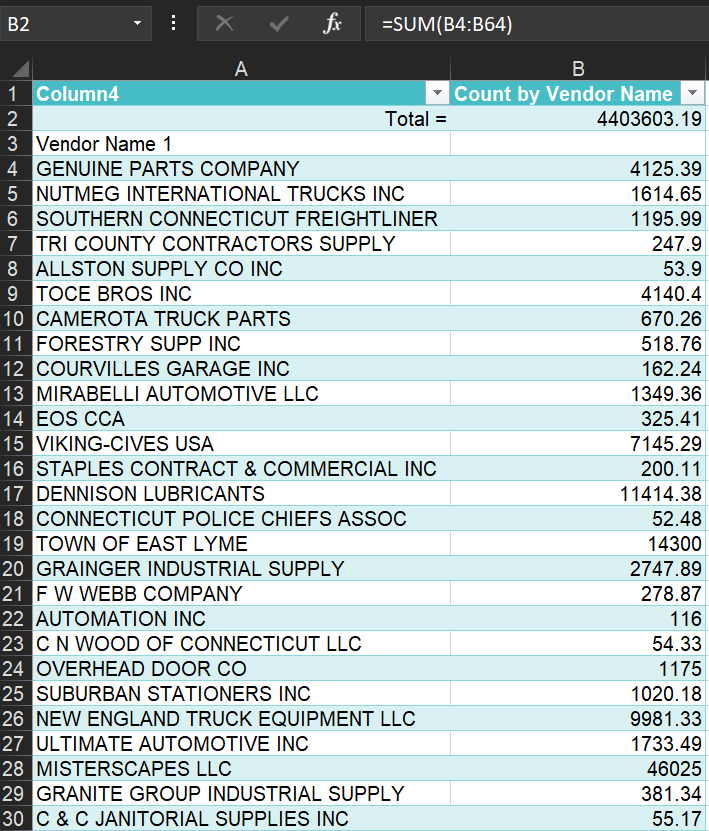 B2 fx =SUM(B4:B64)
A B
1 Column4 Count by Vendor Name
2 Total = 4403603.19
3 Vendor Name 1
4 GENUINE PARTS COMPANY 4125.39
5 NUTMEG INTERNATIONAL TRUCKS INC 1614.65
6 SOUTHERN CONNECTICUT FREIGHTLINER 1195.99
7 TRI COUNTY CONTRACTORS SUPPLY 247.9
8 ALLSTON SUPPLY CO INC 53.9
9 TOCE BROS INC 4140.4
10 CAMEROTA TRUCK PARTS 670.26
11 FORESTRY SUPP INC 518.76
12 COURVILLES GARAGE INC 162.24
13 MIRABELLI AUTOMOTIVE LLC 1349.36
14 EOS CCA 325.41
15 VIKING-CIVES USA 7145.29
16 STAPLES CONTRACT & COMMERCIAL INC 200.11
17 DENNISON LUBRICANTS 11414.38
18 CONNECTICUT POLICE CHIEFS ASSOC 52.48
19 TOWN OF EAST LYME 14300
20 GRAINGER INDUSTRIAL SUPPLY 2747.89
21 F W WEBB COMPANY 278.87
22 AUTOMATION INC 116
23 C N WOOD OF CONNECTICUT LLC 54.33
24 OVERHEAD DOOR CO 1175
25 SUBURBAN STATIONERS INC 1020.18
26 NEW ENGLAND TRUCK EQUIPMENT LLC 9981.33
27 ULTIMATE AUTOMOTIVE INC 1733.49
28 MISTERSCAPES LLC 46025
29 GRANITE GROUP INDUSTRIAL SUPPLY 381.34
30 C & C JANITORIAL SUPPLIES INC 55.17